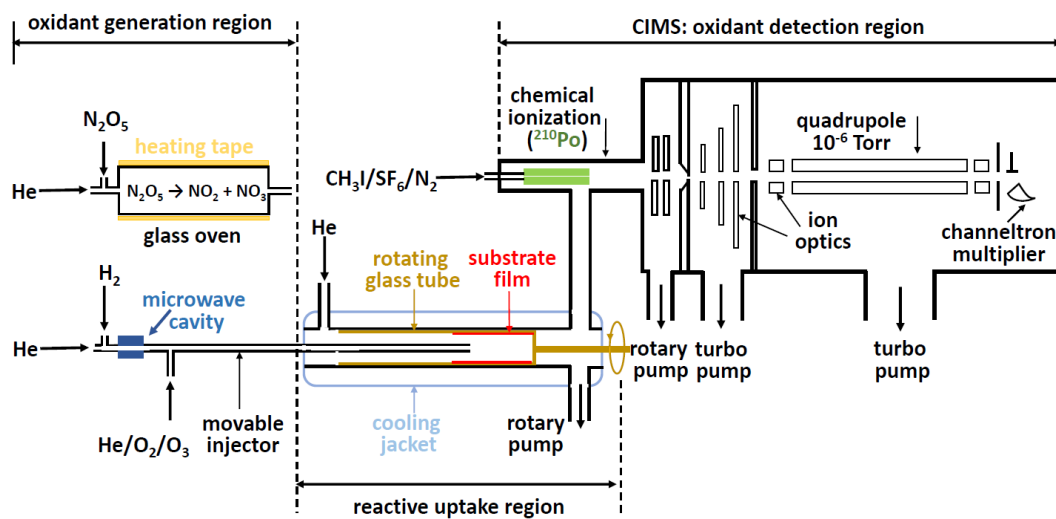 oxidant generation region
CIMS: oxidant detection region
N₂O₅
heating tape
He
N₂O₅ → NO₂ + NO₃
glass oven
chemical
ionization
(²¹⁰Po)
CH₃I/SF₆/N₂
quadrupole
10⁻⁶ Torr
ion
optics
channeltron
multiplier
He
rotating
glass tube
substrate
film
H₂
microwave
cavity
He
He/O₂/O₃
movable
injector
cooling
jacket
rotary
pump
rotary
pump
turbo
pump
turbo
pump
reactive uptake region